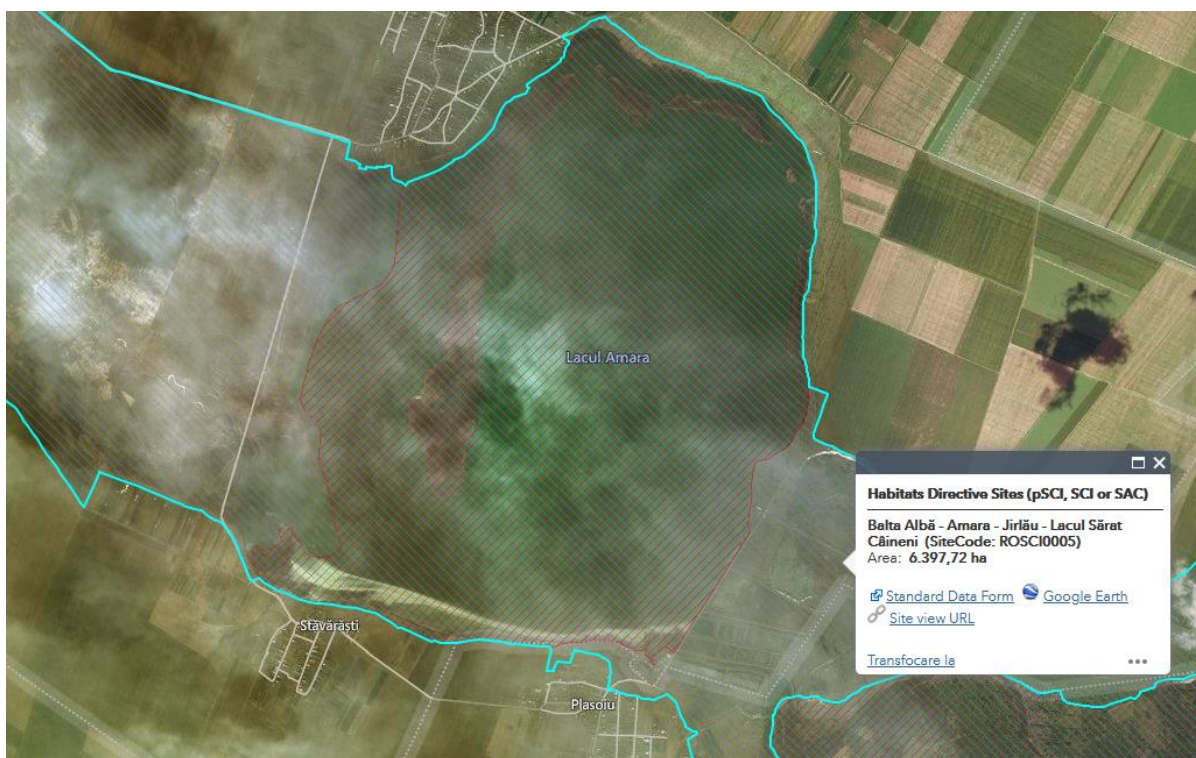 Lacul Amara
Habitats Directive Sites (pSCI, SCI or SAC)
Balta Albă - Amara - Jirlău - Lacul Sărat
Câineni (SiteCode: ROSCI0005)
Area: 6.397,72 ha
Standard Data Form Google Earth
Site view URL
Transfocare la
Stăvărăști
Plasoiu